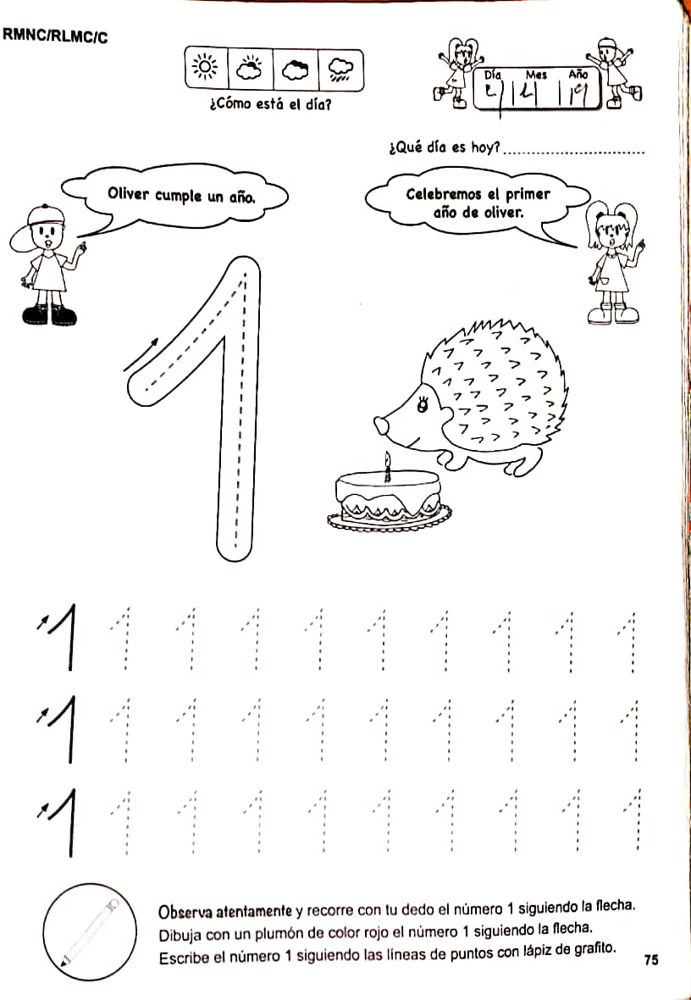 RMNC/RLMC/C
¿Cómo está el día?
Día Mes Año
¿Qué día es hoy?
Oliver cumple un año.
Celebremos el primer
año de oliver.
1
1 1 1 1 1 1 1 1 1 1
1 1 1 1 1 1 1 1 1 1
1 1 1 1 1 1 1 1 1 1
Observa atentamente y recorre con tu dedo el número 1 siguiendo la flecha.
Dibuja con un plumón de color rojo el número 1 siguiendo la flecha.
Escribe el número 1 siguiendo las líneas de puntos con lápiz de grafito.
75